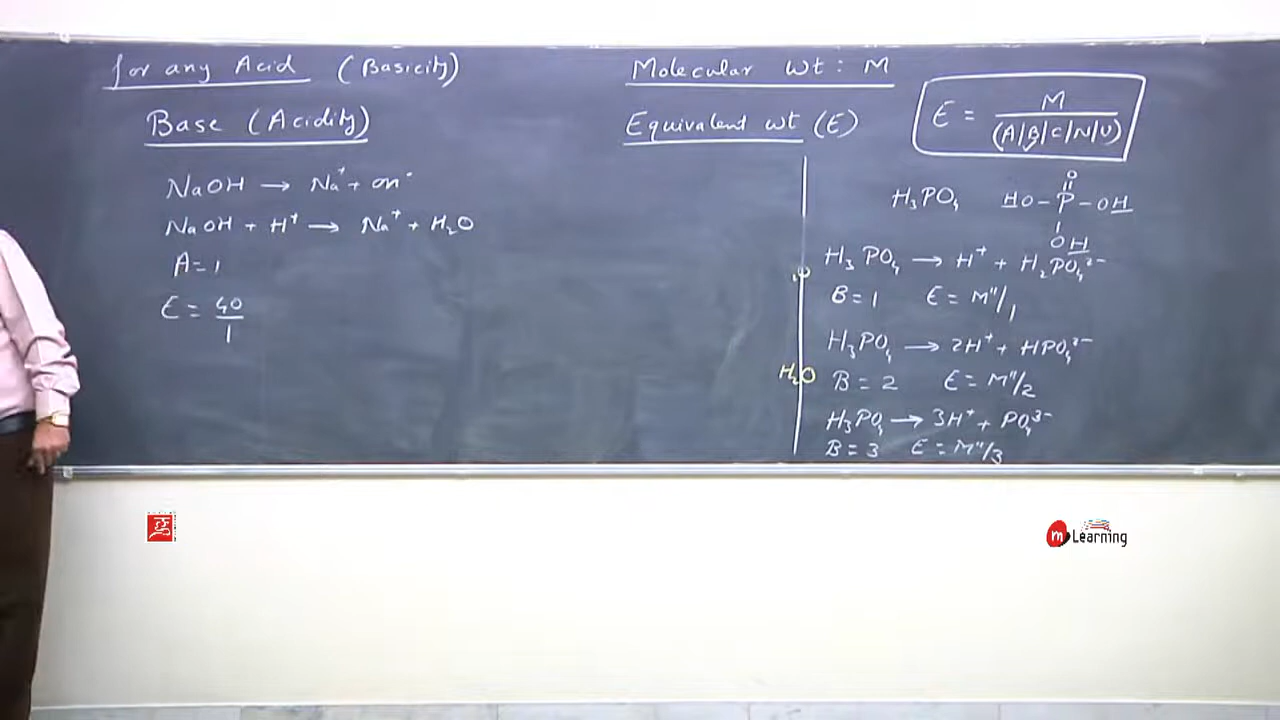 for any Acid (Basicity)
Base (Acidity)
NaOH → Na⁺ + OH⁻
NaOH + H⁺ → Na⁺ + H₂O
A = 1
E = 40/1
Molecular wt : M
Equivalent wt (E)
E = M/(A|B|C|N|U)
H₃PO₄
O
HO-P-OH
OH
H₃PO₄ → H⁺ + H₂PO₄²⁻
B = 1 E = M"/1
H₃PO₄ → 2H⁺ + HPO₄²⁻
H₂O
B = 2 E = M"/2
H₃PO₄ → 3H⁺ + PO₄³⁻
B = 3 E = M"/3
m Learning